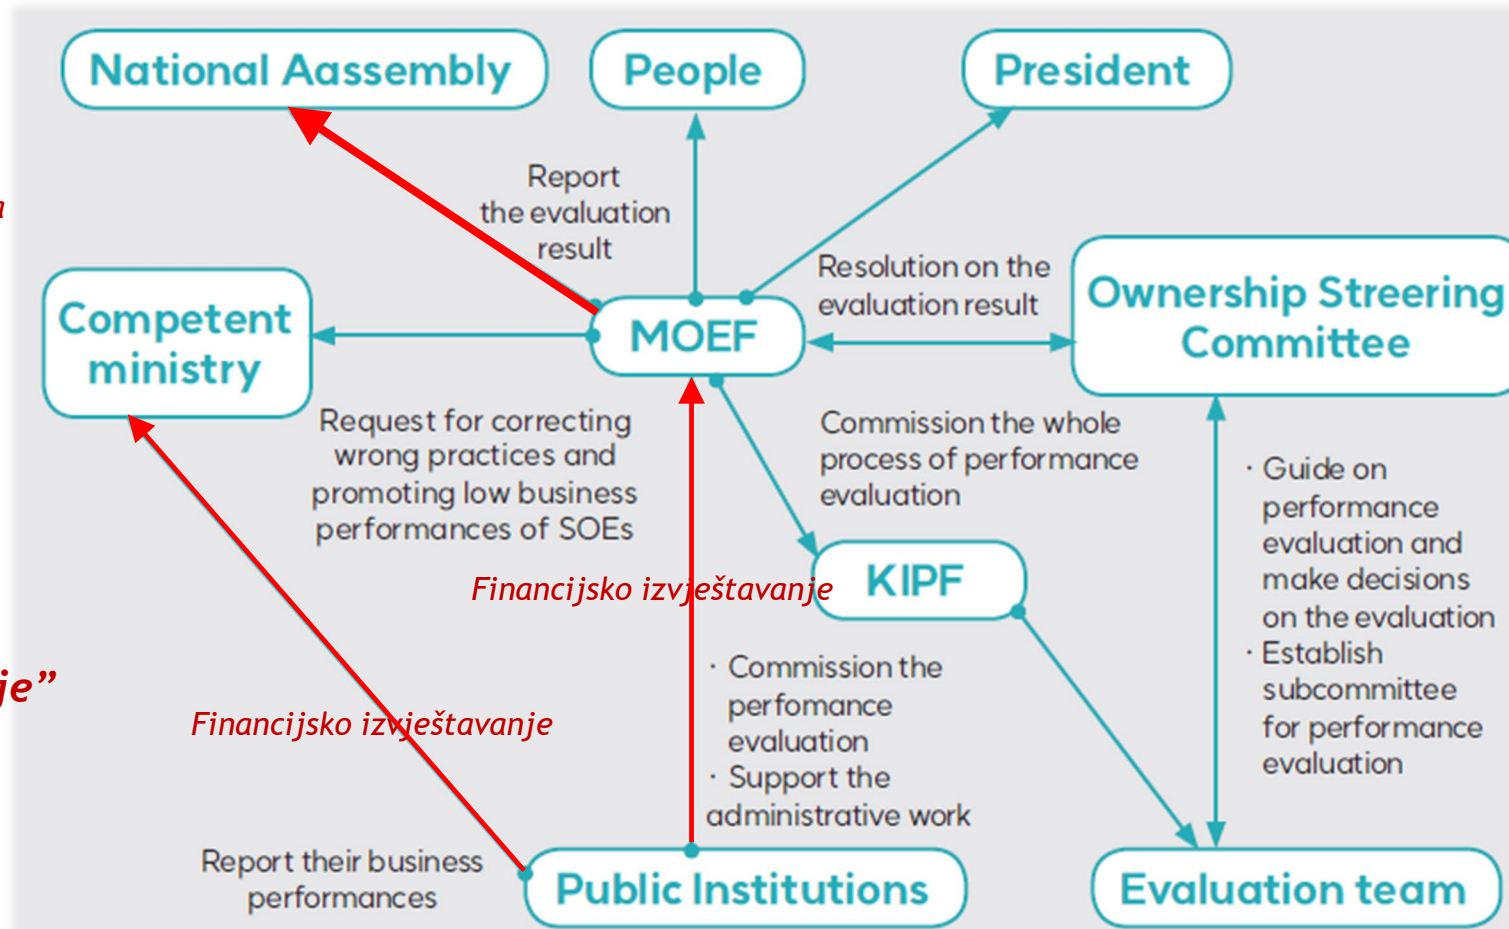 National Aassembly
People
President
Report
the evaluation
result
Resolution on the
evaluation result
Competent
ministry
MOEF
Ownership Streering
Committee
Request for correcting
wrong practices and
promoting low business
performances of SOEs
Commission the whole
process of performance
evaluation
· Guide on
performance
evaluation and
make decisions
on the evaluation
· Establish
subcommittee
for performance
evaluation
Financijsko izvještavanje
KIPF
je”
Financijsko izvještavanje
· Commission the
perfomance
evaluation
· Support the
administrative work
Report their business
performances
Public Institutions
Evaluation team